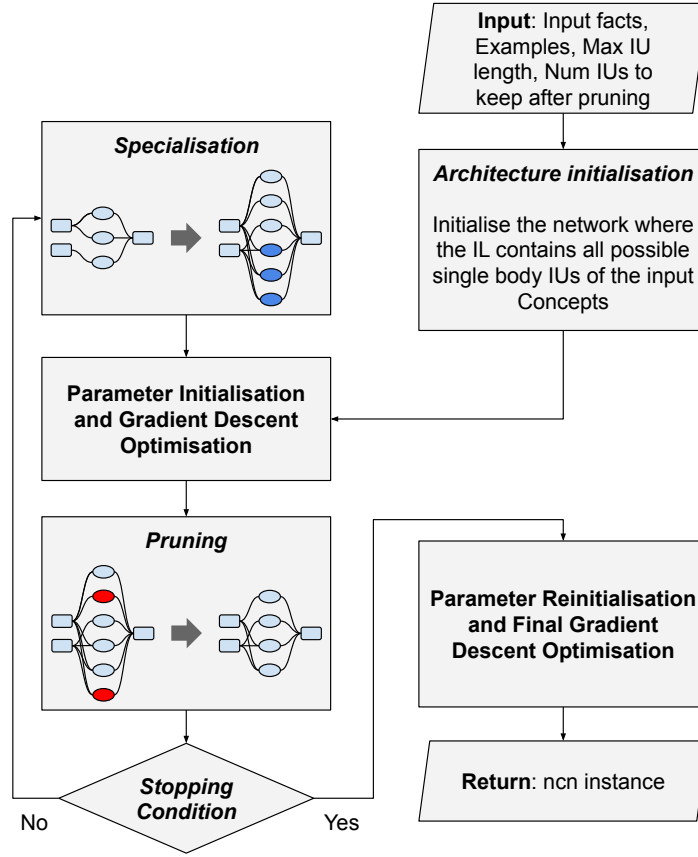 Input: Input facts,
Examples, Max IU
length, Num IUs to
keep after pruning
Architecture initialisation
Initialise the network where
the IL contains all possible
single body IUs of the input
Concepts
Specialisation
Parameter Initialisation
and Gradient Descent
Optimisation
Pruning
Stopping
Condition
No
Yes
Parameter Reinitialisation
and Final Gradient
Descent Optimisation
Return: ncn instance